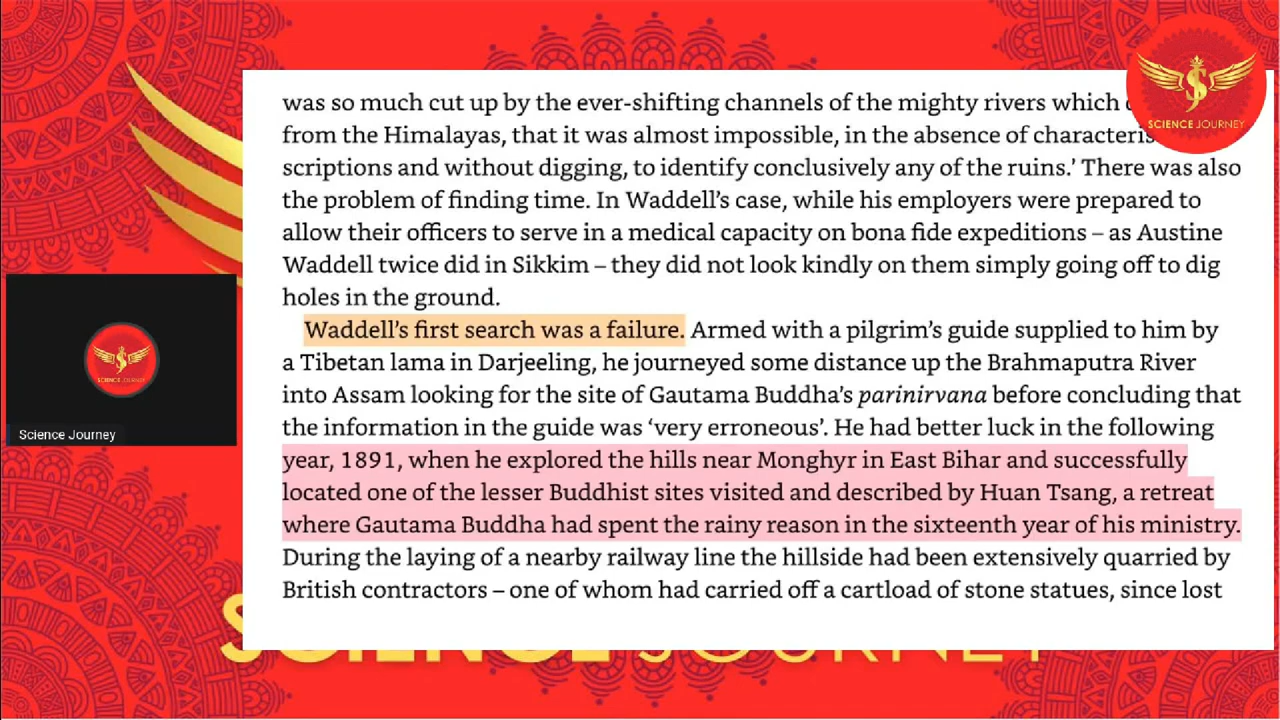 was so much cut up by the ever-shifting channels of the mighty rivers which
from the Himalayas, that it was almost impossible, in the absence of
scriptions and without digging, to identify conclusively any of the ruins.' There was also
the problem of finding time. In Waddell's case, while his employers were prepared to
allow their officers to serve in a medical capacity on bona fide expeditions – as Austine
Waddell twice did in Sikkim – they did not look kindly on them simply going off to dig
holes in the ground.
Waddell's first search was a failure. Armed with a pilgrim's guide supplied to him by
a Tibetan lama in Darjeeling, he journeyed some distance up the Brahmaputra River
into Assam looking for the site of Gautama Buddha's parinirvana before concluding that
the information in the guide was 'very erroneous'. He had better luck in the following
year, 1891, when he explored the hills near Monghyr in East Bihar and successfully
located one of the lesser Buddhist sites visited and described by Huan Tsang, a retreat
where Gautama Buddha had spent the rainy reason in the sixteenth year of his ministry.
During the laying of a nearby railway line the hillside had been extensively quarried by
British contractors – one of whom had carried off a cartload of stone statues, since lost
SCIENCE JOURNEY
SCIENCE JOURNEY
Science Journey
SCIENCE JOURNEY